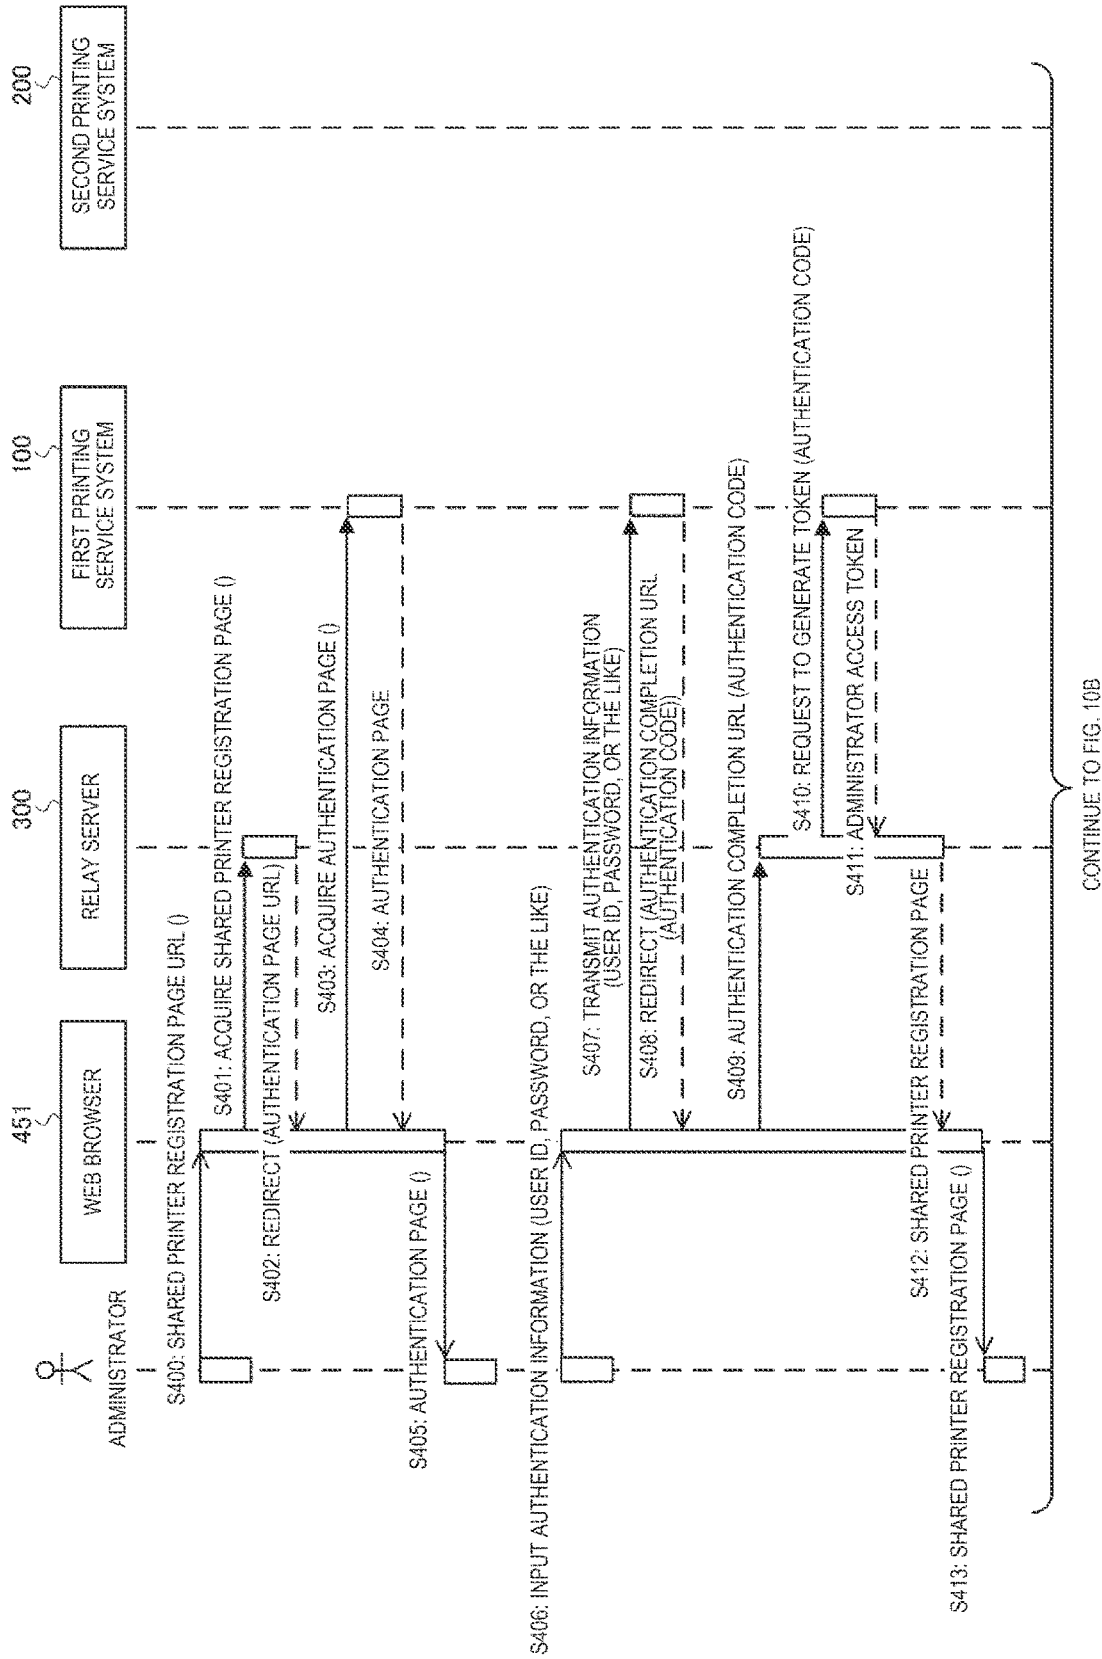 ADMINISTRATOR
451
WEB BROWSER
300
RELAY SERVER
100
FIRST PRINTING
SERVICE SYSTEM
200
SECOND PRINTING
SERVICE SYSTEM
S400: SHARED PRINTER REGISTRATION PAGE URL ()
S401: ACQUIRE SHARED PRINTER REGISTRATION PAGE ()
S402: REDIRECT (AUTHENTICATION PAGE URL)
S403: ACQUIRE AUTHENTICATION PAGE ()
S404: AUTHENTICATION PAGE
S405: AUTHENTICATION PAGE ()
S406: INPUT AUTHENTICATION INFORMATION (USER ID, PASSWORD, OR THE LIKE)
S407: TRANSMIT AUTHENTICATION INFORMATION
(USER ID, PASSWORD, OR THE LIKE)
S408: REDIRECT (AUTHENTICATION COMPLETION URL
(AUTHENTICATION CODE))
S409: AUTHENTICATION COMPLETION URL (AUTHENTICATION CODE)
S410: REQUEST TO GENERATE TOKEN (AUTHENTICATION CODE)
S411: ADMINISTRATOR ACCESS TOKEN
S412: SHARED PRINTER REGISTRATION PAGE
S413: SHARED PRINTER REGISTRATION PAGE ()
CONTINUE TO FIG. 10B